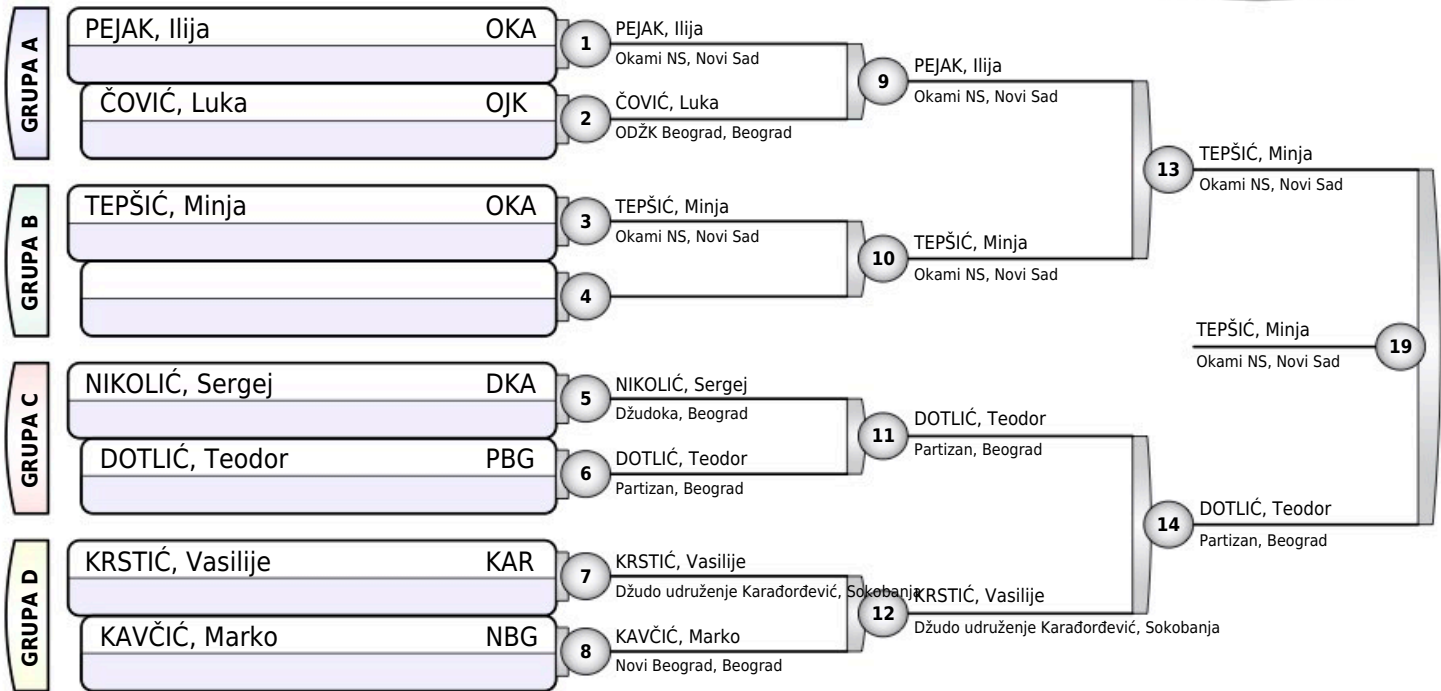 GRUPA A
PEJAK, Ilija OKA
ČOVIĆ, Luka OJK
GRUPA B
TEPŠIĆ, Minja OKA
GRUPA C
NIKOLIĆ, Sergej DKA
DOTLIĆ, Teodor PBG
GRUPA D
KRSTIĆ, Vasilije KAR
KAVČIĆ, Marko NBG
1
PEJAK, Ilija
Okami NS, Novi Sad
2
ČOVIĆ, Luka
ODŽK Beograd, Beograd
3
TEPŠIĆ, Minja
Okami NS, Novi Sad
4
5
NIKOLIĆ, Sergej
Džudoka, Beograd
6
DOTLIĆ, Teodor
Partizan, Beograd
7
KRSTIĆ, Vasilije
Džudo udruženje Karađorđević, Sokobanja
8
KAVČIĆ, Marko
Novi Beograd, Beograd
9
PEJAK, Ilija
Okami NS, Novi Sad
10
TEPŠIĆ, Minja
Okami NS, Novi Sad
11
DOTLIĆ, Teodor
Partizan, Beograd
12
KRSTIĆ, Vasilije
Džudo udruženje Karađorđević, Sokobanja
13
TEPŠIĆ, Minja
Okami NS, Novi Sad
14
DOTLIĆ, Teodor
Partizan, Beograd
TEPŠIĆ, Minja
Okami NS, Novi Sad
19